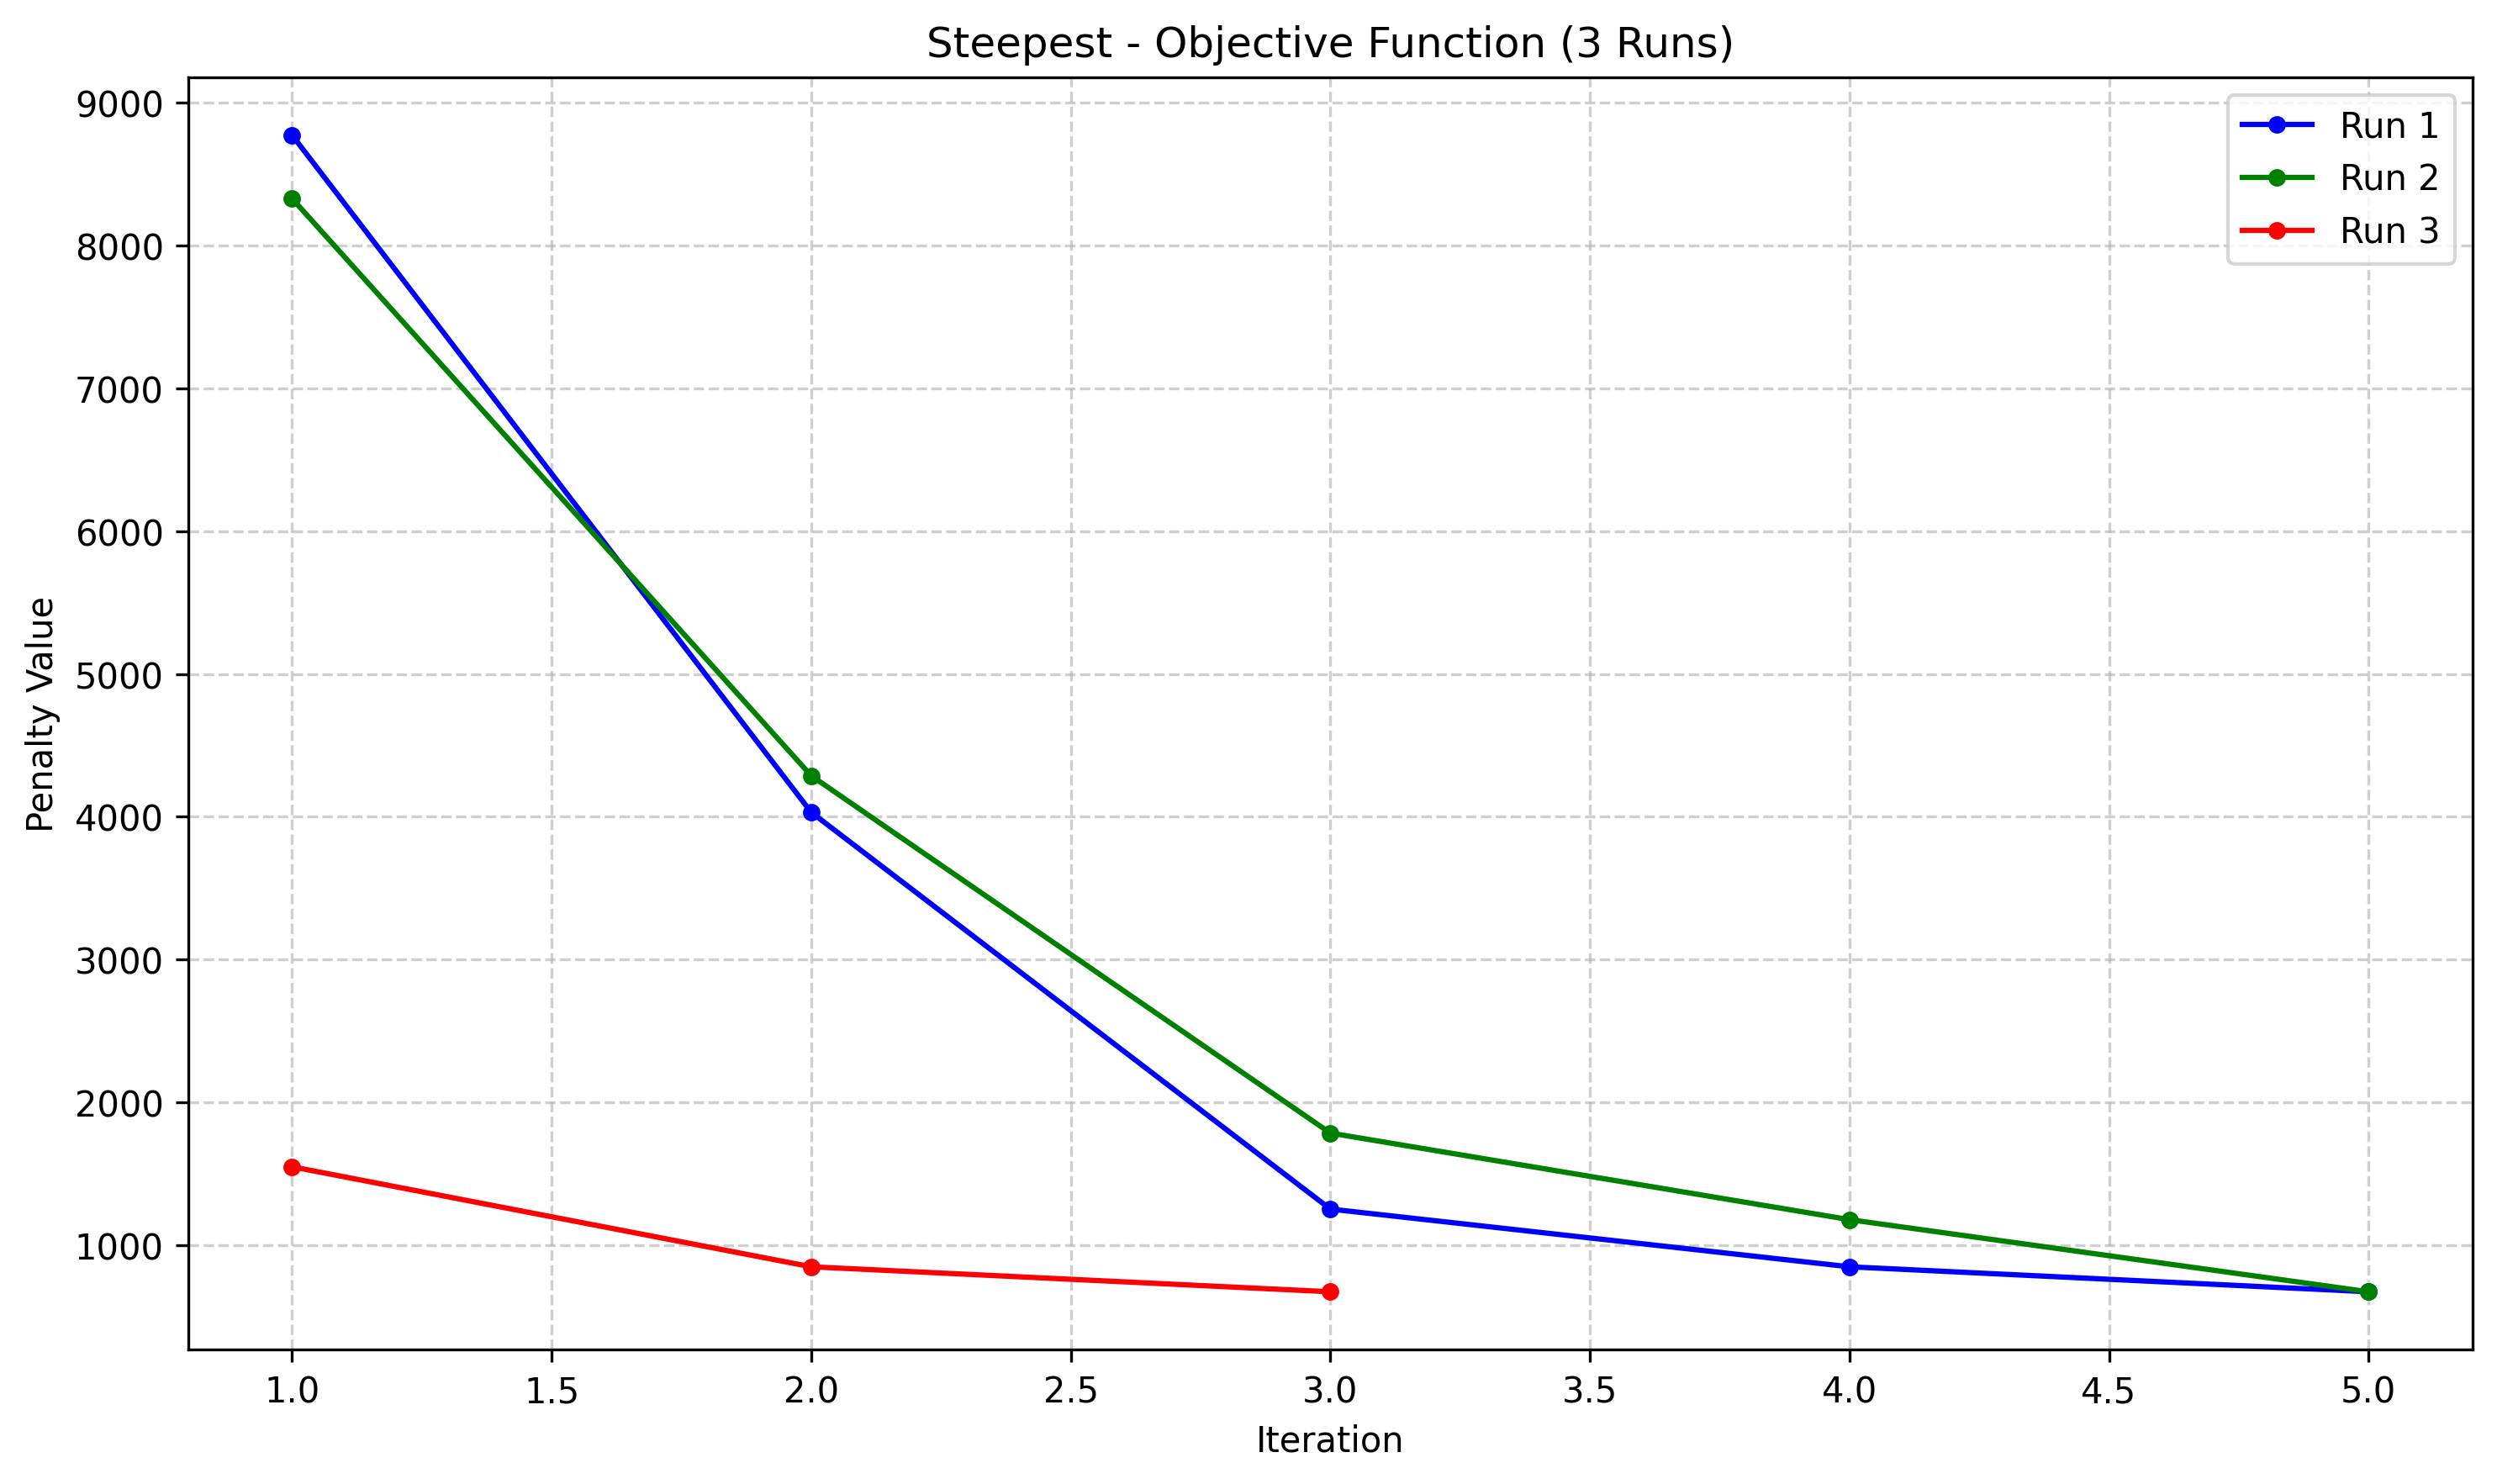 Steepest - Objective Function (3 Runs)
9000
8000
7000
6000
5000
4000
3000
2000
1000
Penalty Value
Run 1
Run 2
Run 3
1.0 1.5 2.0 2.5 3.0 3.5 4.0 4.5 5.0
Iteration